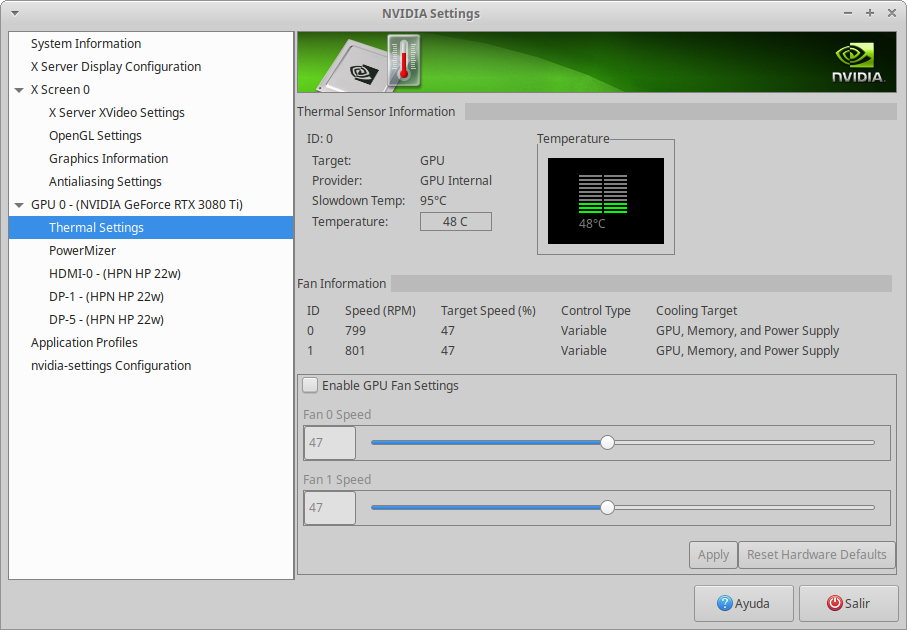 NVIDIA Settings
System Information
X Server Display Configuration
X Screen 0
X Server XVideo Settings
OpenGL Settings
Graphics Information
Antialiasing Settings
GPU 0 - (NVIDIA GeForce RTX 3080 Ti)
Thermal Settings
PowerMizer
HDMI-0 - (HPN HP 22w)
DP-1 - (HPN HP 22w)
DP-5 - (HPN HP 22w)
Application Profiles
nvidia-settings Configuration
NVIDIA.
Thermal Sensor Information
ID: 0
Target: GPU
Provider: GPU Internal
Slowdown Temp: 95°C
Temperature: 48 C
Temperature
48°C
Fan Information
ID Speed (RPM) Target Speed (%) Control Type Cooling Target
0 799 47 Variable GPU, Memory, and Power Supply
1 801 47 Variable GPU, Memory, and Power Supply
Enable GPU Fan Settings
Fan 0 Speed
47
Fan 1 Speed
47
Apply Reset Hardware Defaults
Ayuda Salir